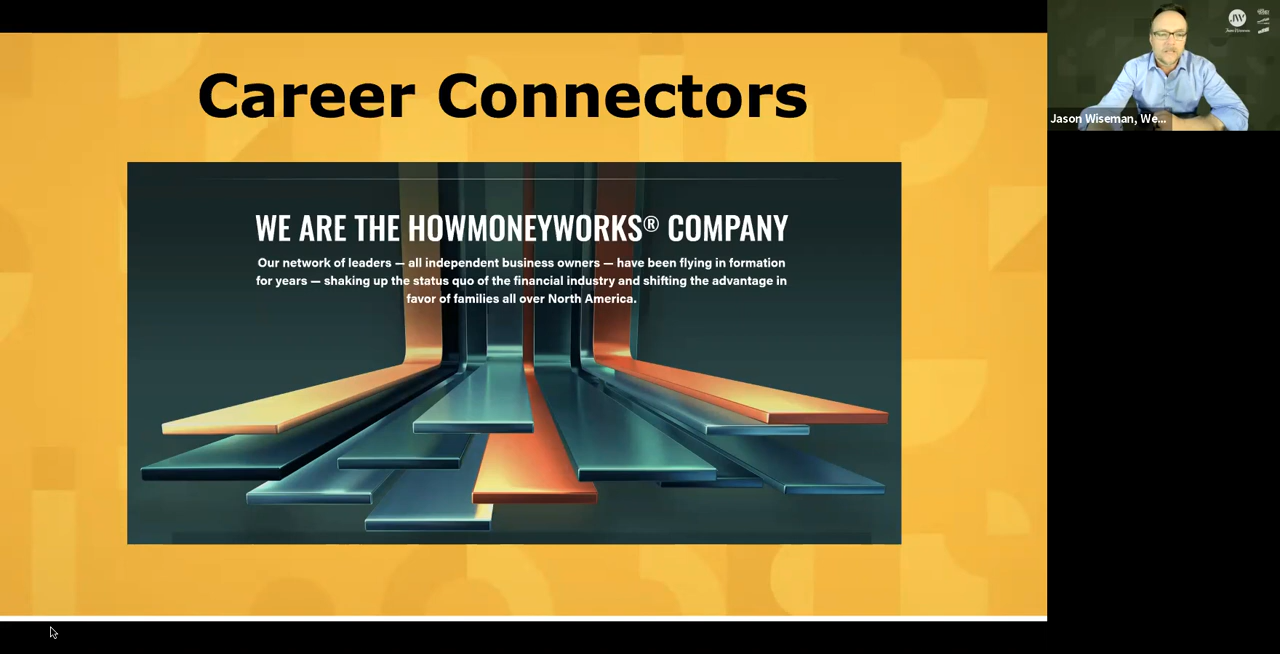 Career Connectors
WE ARE THE HOWMONEYWORKS® COMPANY
Our network of leaders — all independent business owners — have been flying in formation
for years — shaking up the status quo of the financial industry and shifting the advantage in
favor of families all over North America.
JW
Jason Wiseman, We...